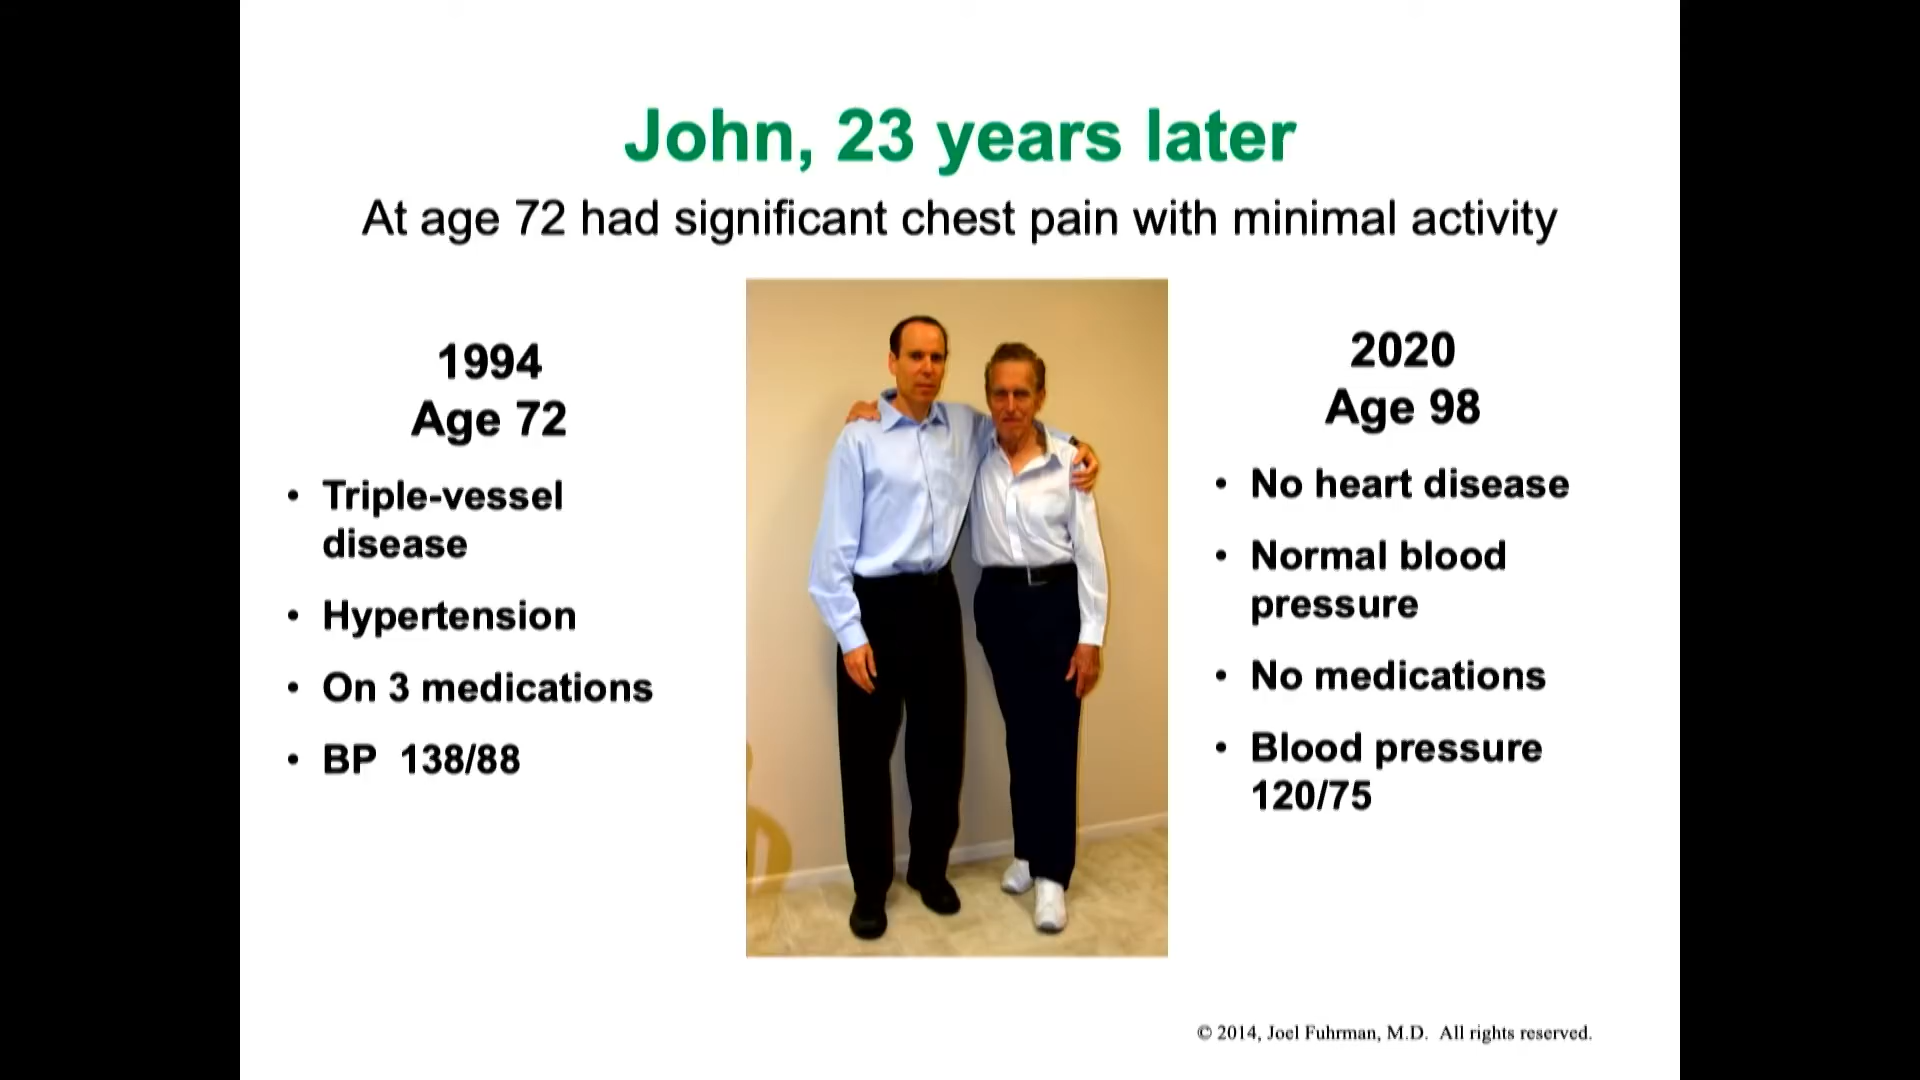 John, 23 years later
At age 72 had significant chest pain with minimal activity
1994
Age 72
• Triple-vessel
disease
• Hypertension
• On 3 medications
• BP  138/88
2020
Age 98
• No heart disease
• Normal blood
pressure
• No medications
• Blood pressure
120/75
© 2014, Joel Fuhrman, M.D.  All rights reserved.